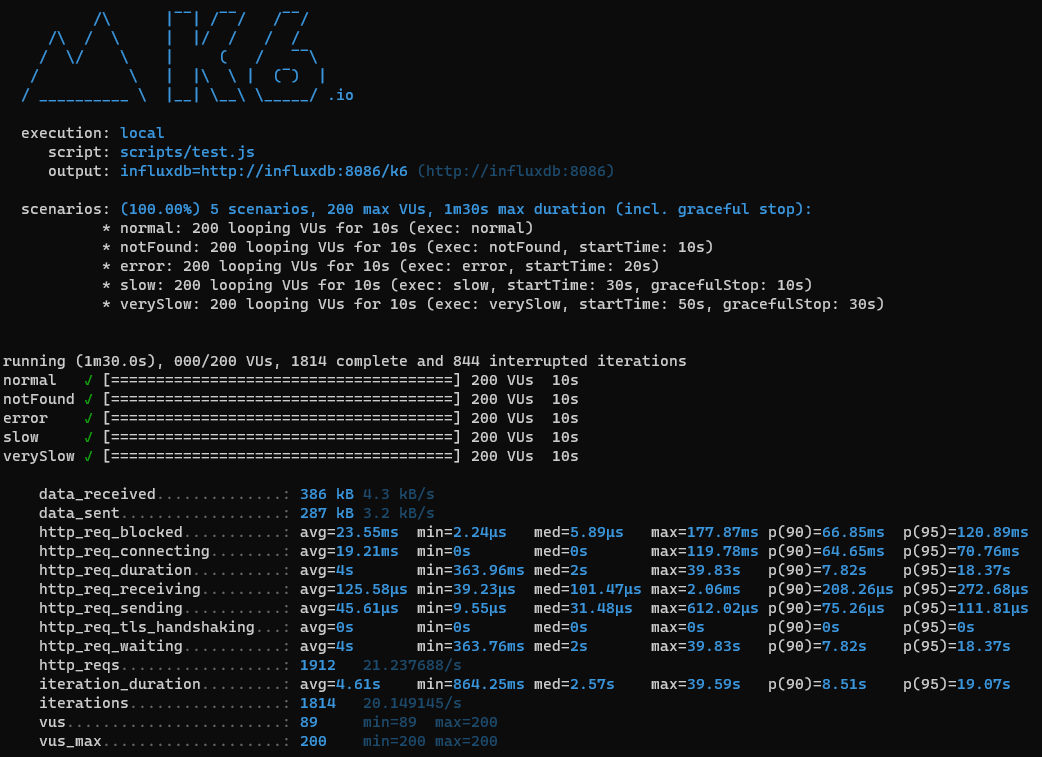 .io
execution: local
script: scripts/test.js
output: influxdb=http://influxdb:8086/k6 (http://influxdb:8086)
scenarios: (100.00%) 5 scenarios, 200 max VUs, 1m30s max duration (incl. graceful stop):
* normal: 200 looping VUs for 10s (exec: normal)
* notFound: 200 looping VUs for 10s (exec: notFound, startTime: 10s)
* error: 200 looping VUs for 10s (exec: error, startTime: 20s)
* slow: 200 looping VUs for 10s (exec: slow, startTime: 30s, gracefulStop: 10s)
* verySlow: 200 looping VUs for 10s (exec: verySlow, startTime: 50s, gracefulStop: 30s)
running (1m30.0s), 000/200 VUs, 1814 complete and 844 interrupted iterations
normal ✓ [======================================] 200 VUs 10s
notFound ✓ [======================================] 200 VUs 10s
error ✓ [======================================] 200 VUs 10s
slow ✓ [======================================] 200 VUs 10s
verySlow ✓ [======================================] 200 VUs 10s
data_received..............: 386 kB 4.3 kB/s
data_sent..................: 287 kB 3.2 kB/s
http_req_blocked...........: avg=23.55ms min=2.24µs med=5.89µs max=177.87ms p(90)=66.85ms p(95)=120.89ms
http_req_connecting........: avg=19.21ms min=0s med=0s max=119.78ms p(90)=64.65ms p(95)=70.76ms
http_req_duration..........: avg=4s min=363.96ms med=2s max=39.83s p(90)=7.82s p(95)=18.37s
http_req_receiving.........: avg=125.58µs min=39.23µs med=101.47µs max=2.06ms p(90)=208.26µs p(95)=272.68µs
http_req_sending...........: avg=45.61µs min=9.55µs med=31.48µs max=612.02µs p(90)=75.26µs p(95)=111.81µs
http_req_tls_handshaking...: avg=0s min=0s med=0s max=0s p(90)=0s p(95)=0s
http_req_waiting...........: avg=4s min=363.76ms med=2s max=39.83s p(90)=7.82s p(95)=18.37s
http_reqs..................: 1912 21.237688/s
iteration_duration.........: avg=4.61s min=864.25ms med=2.57s max=39.59s p(90)=8.51s p(95)=19.07s
iterations.................: 1814 20.149145/s
vus........................: 89 min=89 max=200
vus_max....................: 200 min=200 max=200